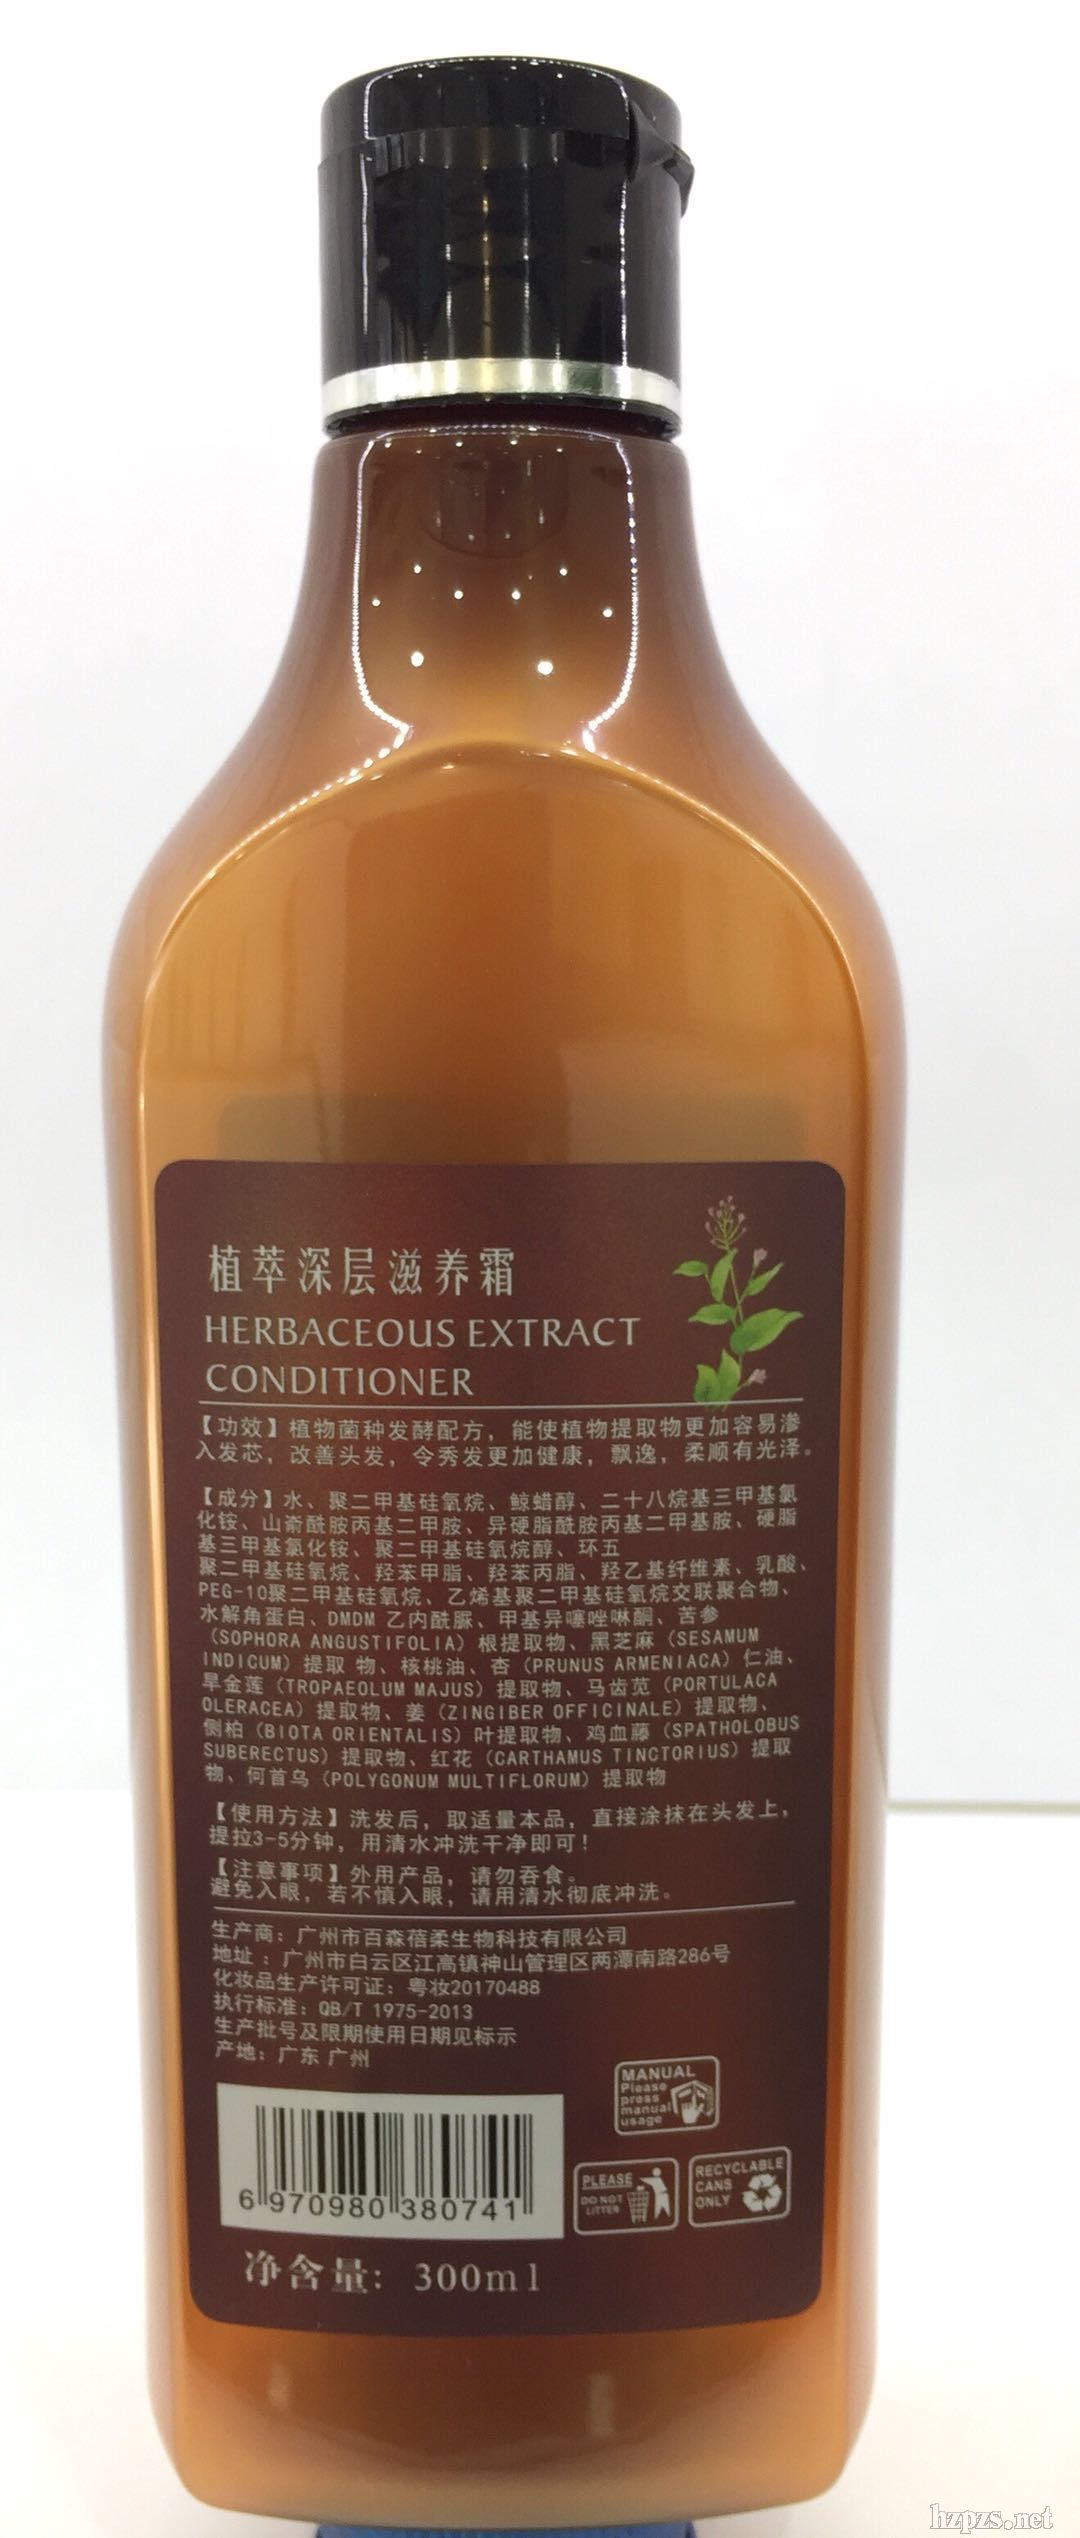 植萃深层滋养霜
HERBACEOUS EXTRACT
CONDITIONER
【功效】植物菌种发酵配方，能使植物提取物更加容易渗
入发芯，改善头发，令秀发更加健康，飘逸，柔顺有光泽。
【成分】水、聚二甲基硅氧烷、鲸蜡醇、二十八烷基三甲基氯
化铵、山嵛酰胺丙基二甲胺、异硬脂酰胺丙基二甲基胺、硬脂
基三甲基氯化铵、聚二甲基硅氧烷醇、环五
聚二甲基硅氧烷、羟苯甲脂、羟苯丙脂、羟乙基纤维素、乳酸、
PEG-10聚二甲基硅氧烷、乙烯基聚二甲基硅氧烷交联聚合物、
水解角蛋白、DMDM 乙内酰脲、甲基异噻唑啉酮、苦参
（SOPHORA ANGUSTIFOLIA）根提取物、黑芝麻（SESAMUM
INDICUM）提取 物、核桃油、杏（PRUNUS ARMENIACA）仁油、
旱金莲（TROPAEOLUM MAJUS）提取物、马齿苋（PORTULACA
OLERACEA）提取物、姜（ZINGIBER OFFICINALE）提取物、
侧柏（BIOTA ORIENTALIS）叶提取物、鸡血藤（SPATHOLOBUS
SUBERECTUS）提取物、红花（CARTHAMUS TINCTORIUS）提取
物、何首乌（POLYGONUM MULTIFLORUM）提取物
【使用方法】洗发后，取适量本品，直接涂抹在头发上，
提拉3-5分钟，用清水冲洗干净即可！
【注意事项】外用产品，请勿吞食。
避免入眼，若不慎入眼，请用清水彻底冲洗。
生产商：广州市百森蓓柔生物科技有限公司
地址：广州市白云区江高镇神山管理区两潭南路286号
化妆品生产许可证：粤妆20170488
执行标准：QB/T 1975-2013
生产批号及限期使用日期见标示
产地：广东 广州
MANUAL
Please
press
manual
usage
PLEASE
DO NOT
LITTER
RECYCLABLE
CANS
ONLY
6 970980 380741
净含量：300ml
hzpzs.net